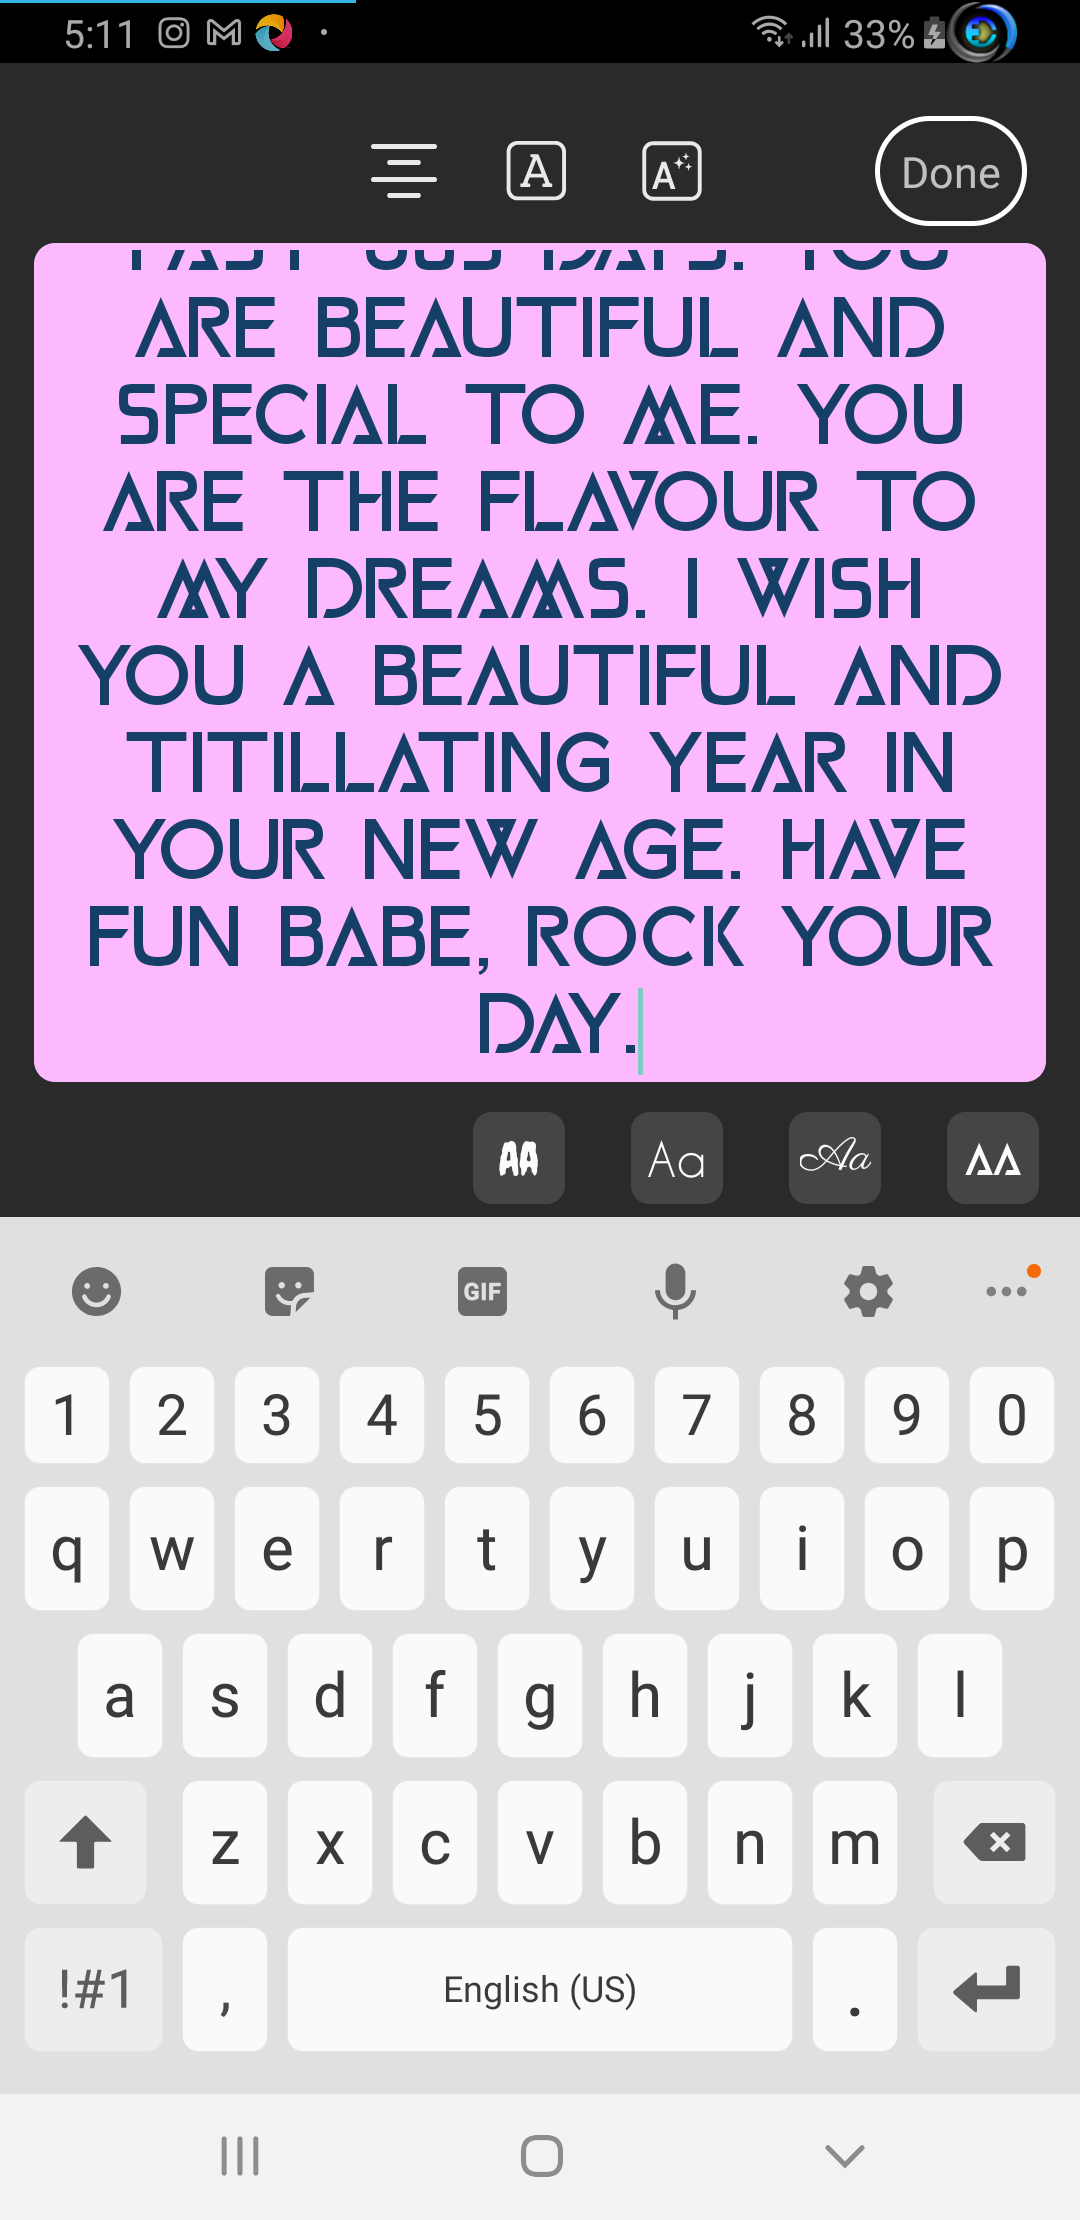 5:11
33%
Done
DAYS. YOU
ARE BEAUTIFUL AND
SPECIAL TO ME. YOU
ARE THE FLAVOUR TO
MY DREAMS. I WISH
YOU A BEAUTIFUL AND
TITILLATING YEAR IN
YOUR NEW AGE. HAVE
FUN BABE, ROCK YOUR
DAY.
AA Aa Aa AA
GIF
1 2 3 4 5 6 7 8 9 0
q w e r t y u i o p
a s d f g h j k l
z x c v b n m
!#1 , English (US) .